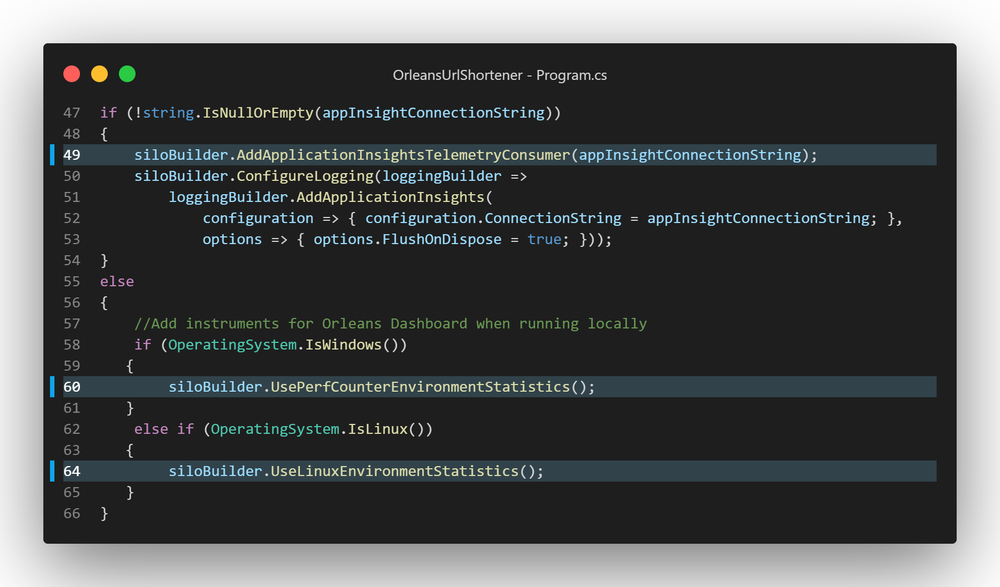 OrleansUrlShortener - Program.cs
47 if (!string.IsNullOrEmpty(appInsightConnectionString))
48 {
49     siloBuilder.AddApplicationInsightsTelemetryConsumer(appInsightConnectionString);
50     siloBuilder.ConfigureLogging(loggingBuilder =>
51         loggingBuilder.AddApplicationInsights(
52             configuration => { configuration.ConnectionString = appInsightConnectionString; },
53             options => { options.FlushOnDispose = true; }));
54 }
55 else
56 {
57     //Add instruments for Orleans Dashboard when running locally
58     if (OperatingSystem.IsWindows())
59    {
60         siloBuilder.UsePerfCounterEnvironmentStatistics();
61    }
62     else if (OperatingSystem.IsLinux())
63    {
64         siloBuilder.UseLinuxEnvironmentStatistics();
65    }
66 }